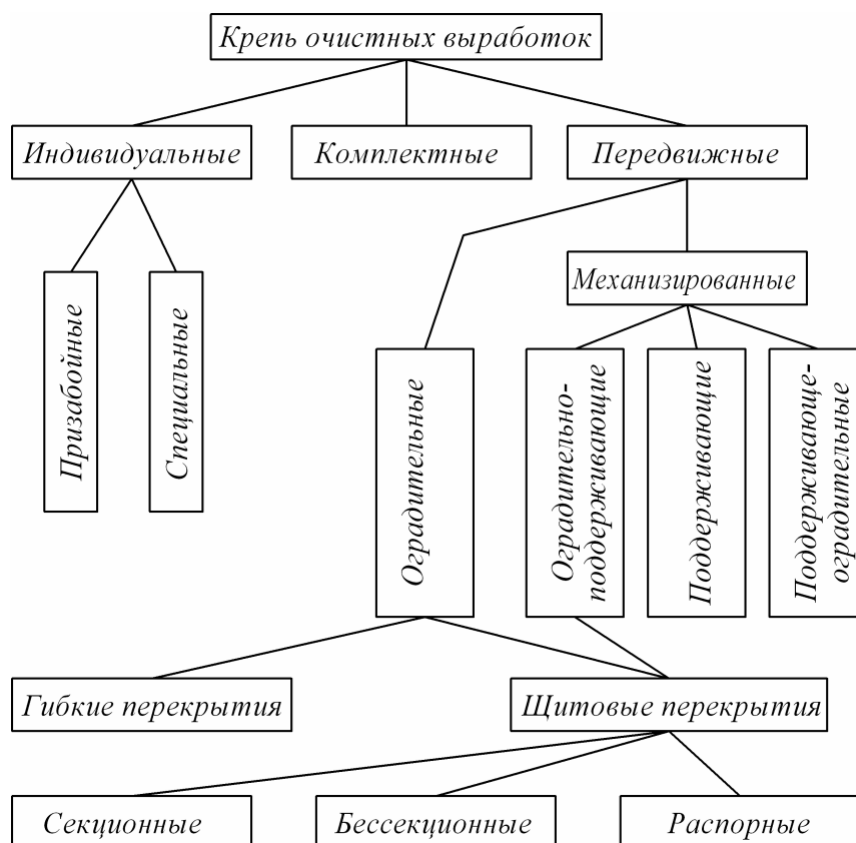 Крепь очистных выработок
Индивидуальные
Комплектные
Передвижные
Механизированные
Призабойные
Специальные
Оградительные
Оградительно-
поддерживающие
Поддерживающие
Поддерживающе-
оградительные
Гибкие перекрытия
Щитовые перекрытия
Секционные
Бессекционные
Распорные